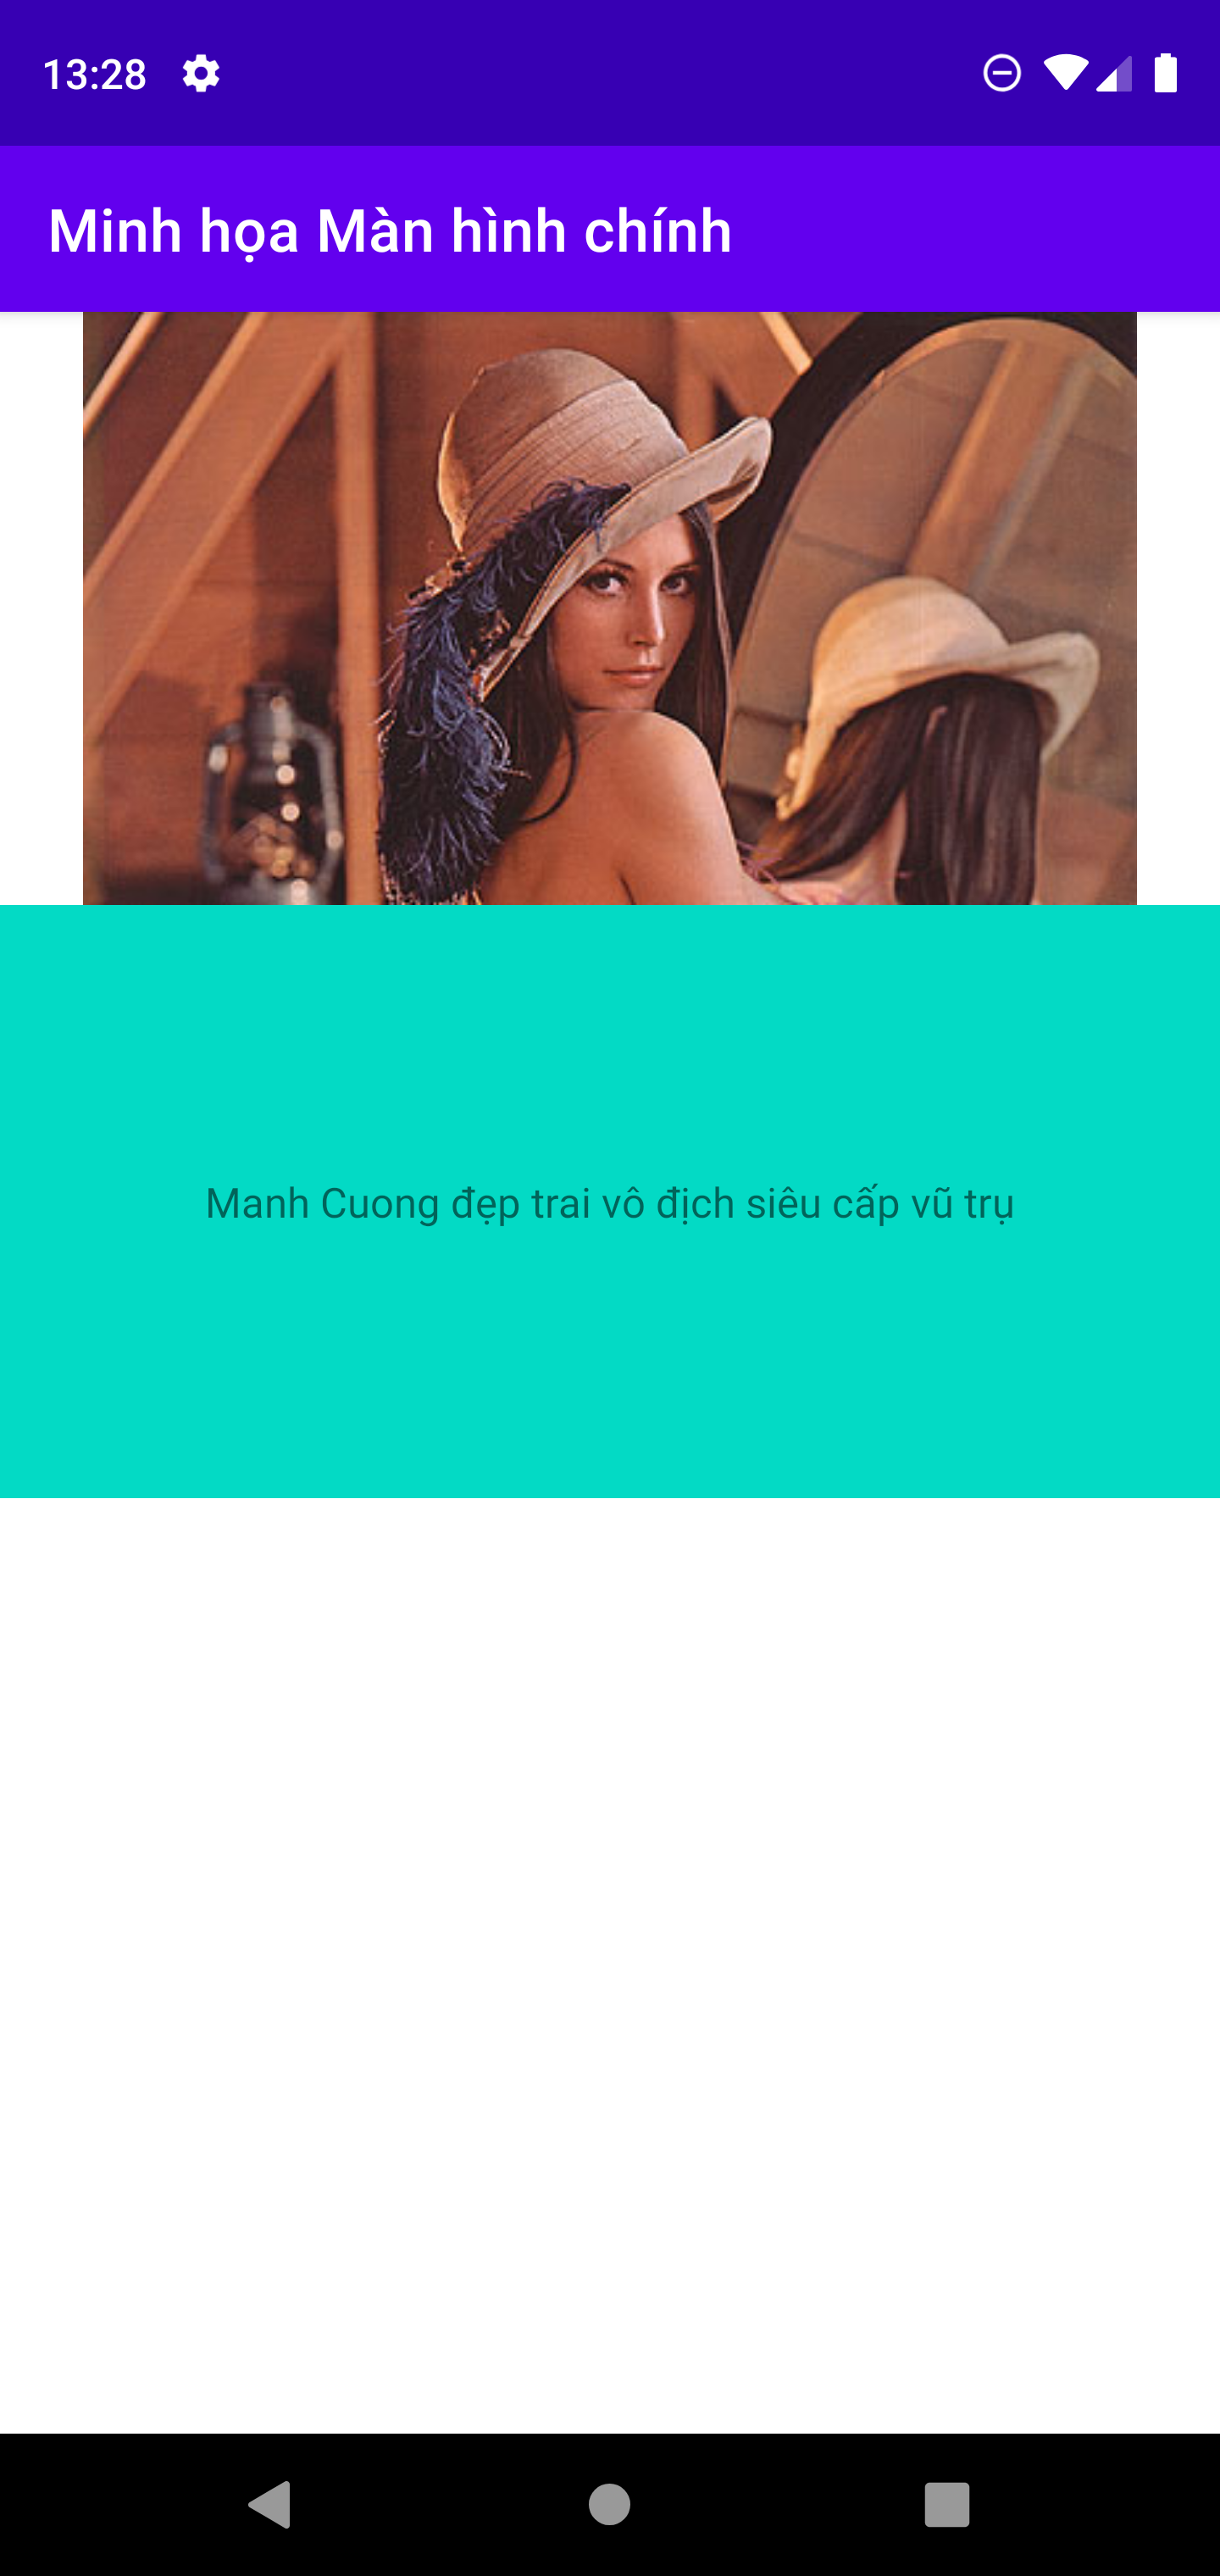 13:28
Minh họa Màn hình chính
Manh Cuong đẹp trai vô địch siêu cấp vũ trụ